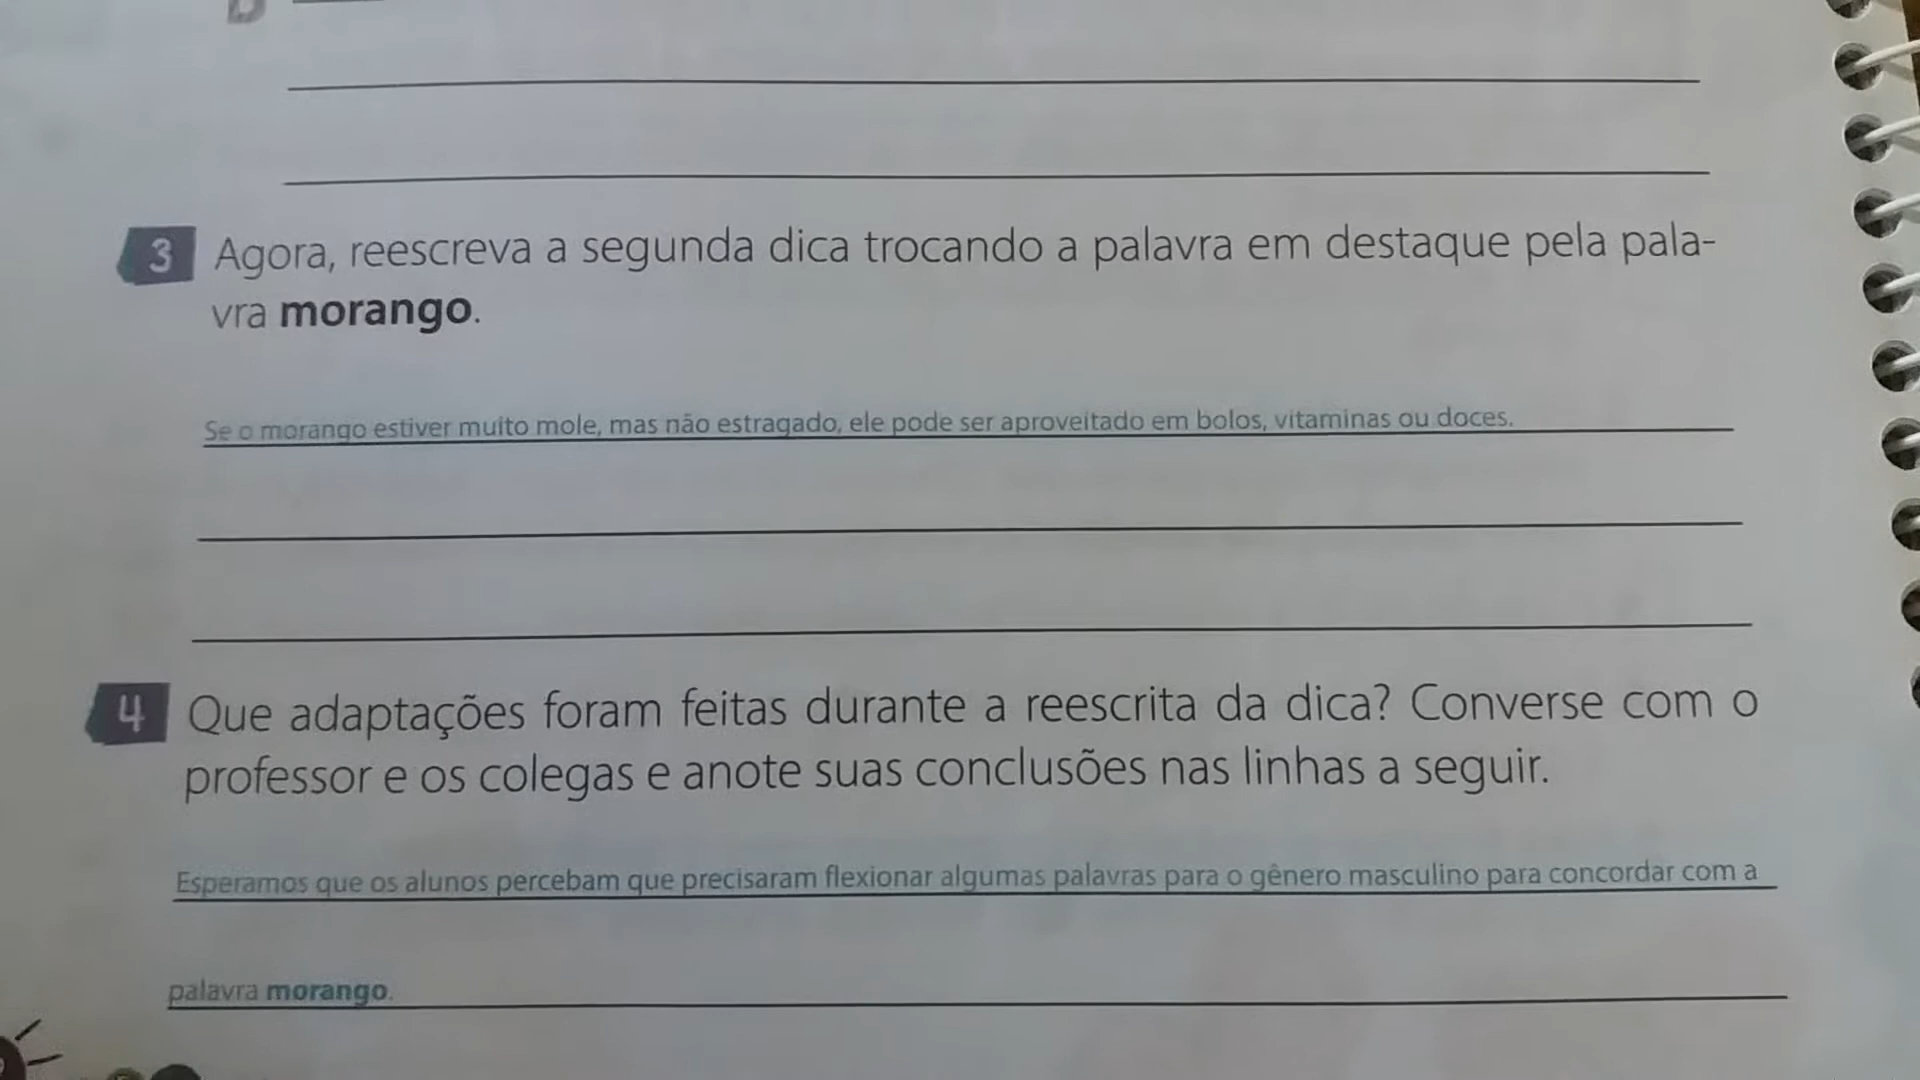 3 Agora, reescreva a segunda dica trocando a palavra em destaque pela pala-
vra morango.
Se o morango estiver muito mole, mas não estragado, ele pode ser aproveitado em bolos, vitaminas ou doces.
4 Que adaptações foram feitas durante a reescrita da dica? Converse com o
professor e os colegas e anote suas conclusões nas linhas a seguir.
Esperamos que os alunos percebam que precisaram flexionar algumas palavras para o gênero masculino para concordar com a
palavra morango.